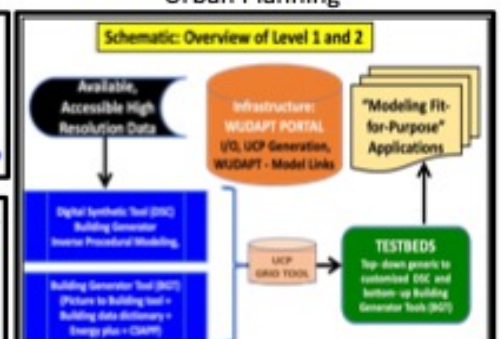 Urban Planning
Schematic: Overview of Level 1 and 2
Available,
Accessible High
Resolution Data
Infrastructure:
WUDAPT PORTAL
I/O, UCP Generation,
WUDAPT - Model Links
"Modeling Fit-
for-Purpose"
Applications
Digital Synthetic Tool (DSC)
Building Generator
Inverse Procedural Modeling,
UCP
GRID TOOL
TESTBEDS
Top- down generic to
customized DSC and
bottom- up Building
Generator Tools (BGT)
Building Generator Tool (BGT)
(Picture to Building tool +
Building data dictionary +
Energy plus + CSAPP)